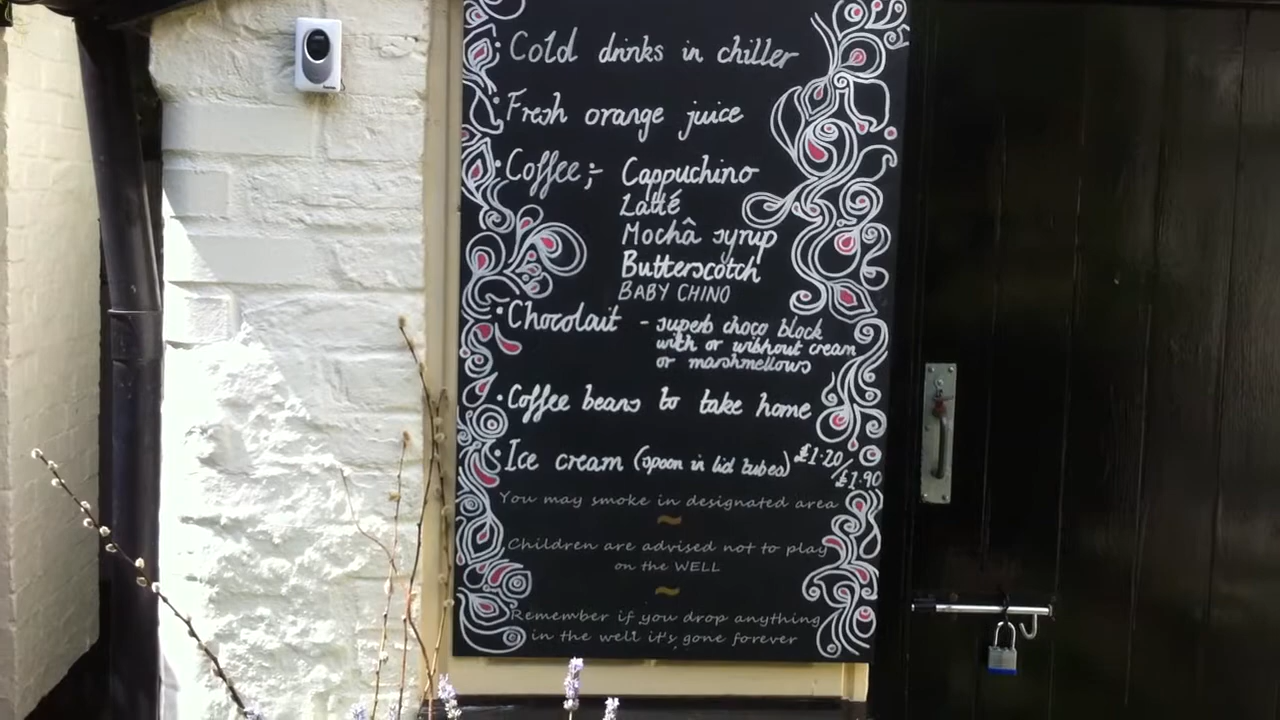 • Cold drinks in chiller
• Fresh orange juice
• Coffee;- Cappuchino
Latté
Mochâ syrup
Butterscotch
BABY CHINO
• Chocolait - superb choco block
with or without cream
or marshmellows
• Coffee beans to take home
• Ice cream (spoon in lid tubes) £1.20/£1.90
You may smoke in designated area
~
Children are advised not to play
on the WELL
~
Remember if you drop anything
in the well it's gone forever